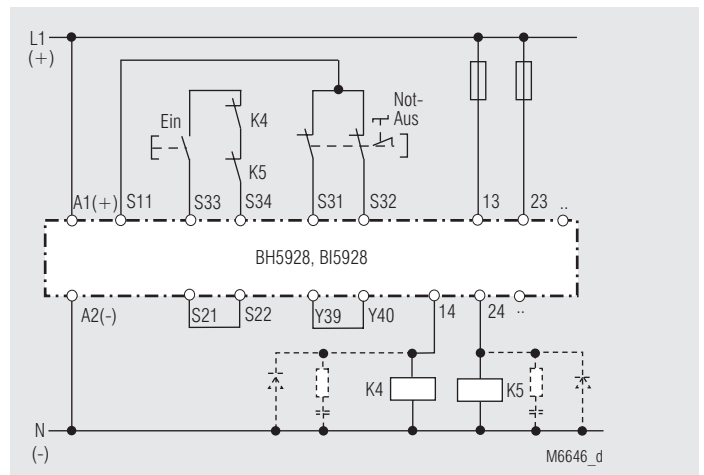 L1
(+)
Ein
K4
K5
Not-
Aus
A1(+)
S11
S33
S34
S31
S32
13
23
..
BH5928, BI5928
A2(-)
S21
S22
Y39
Y40
14
24
..
K4
K5
N
(-)
M6646_d